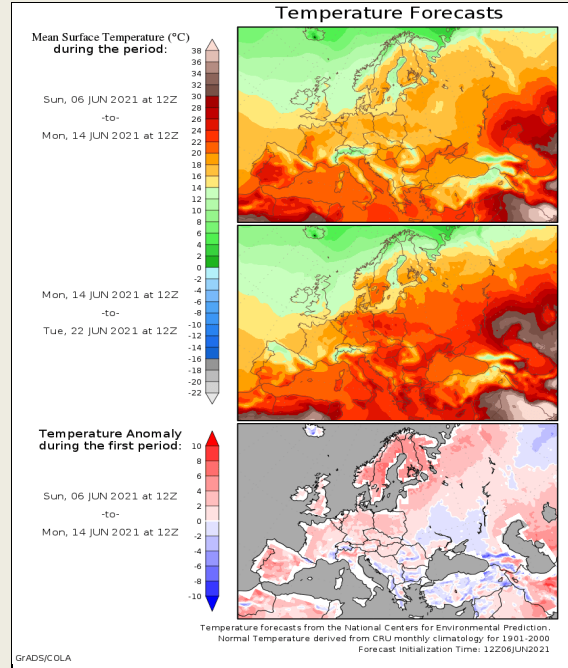 Temperature Forecasts
Mean Surface Temperature (°C)
during the period:
Sun, 06 JUN 2021 at 12Z
-to-
Mon, 14 JUN 2021 at 12Z
38
36
34
32
30
28
26
24
22
20
18
16
14
12
10
8
6
4
2
0
-2
-4
-6
-8
-10
-12
-14
-16
-18
-20
-22
Mon, 14 JUN 2021 at 12Z
-to-
Tue, 22 JUN 2021 at 12Z
Temperature Anomaly
during the first period:
Sun, 06 JUN 2021 at 12Z
-to-
Mon, 14 JUN 2021 at 12Z
10
8
6
4
2
0
-2
-4
-6
-8
-10
Temperature forecasts from the National Centers for Environmental Prediction.
Normal Temperature derived from CRU monthly climatology for 1901-2000
Forecast Initialization Time: 12Z06JUN2021
GrADS/COLA